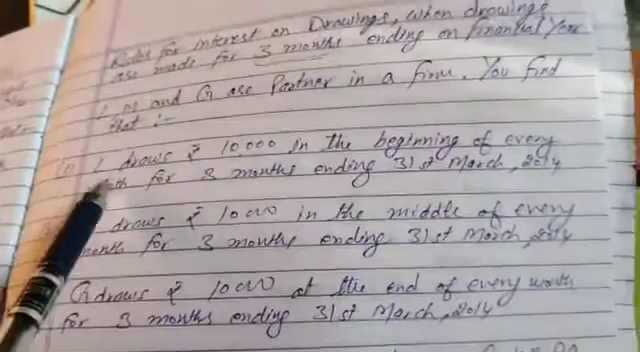 Rules for interest on Drawings, when drawings
are made for 3 months ending on financial Year
I, M and G are Partner in a firm. You find
that :-
(i) I draws ₹ 10,000 in the beginning of every
for 3 months ending 31st March, 2014
draws ₹ 10000 in the middle of every
month for 3 months ending 31st March, 2014
G draws ₹ 10000 at the end of every month
for 3 months ending 31st March, 2014